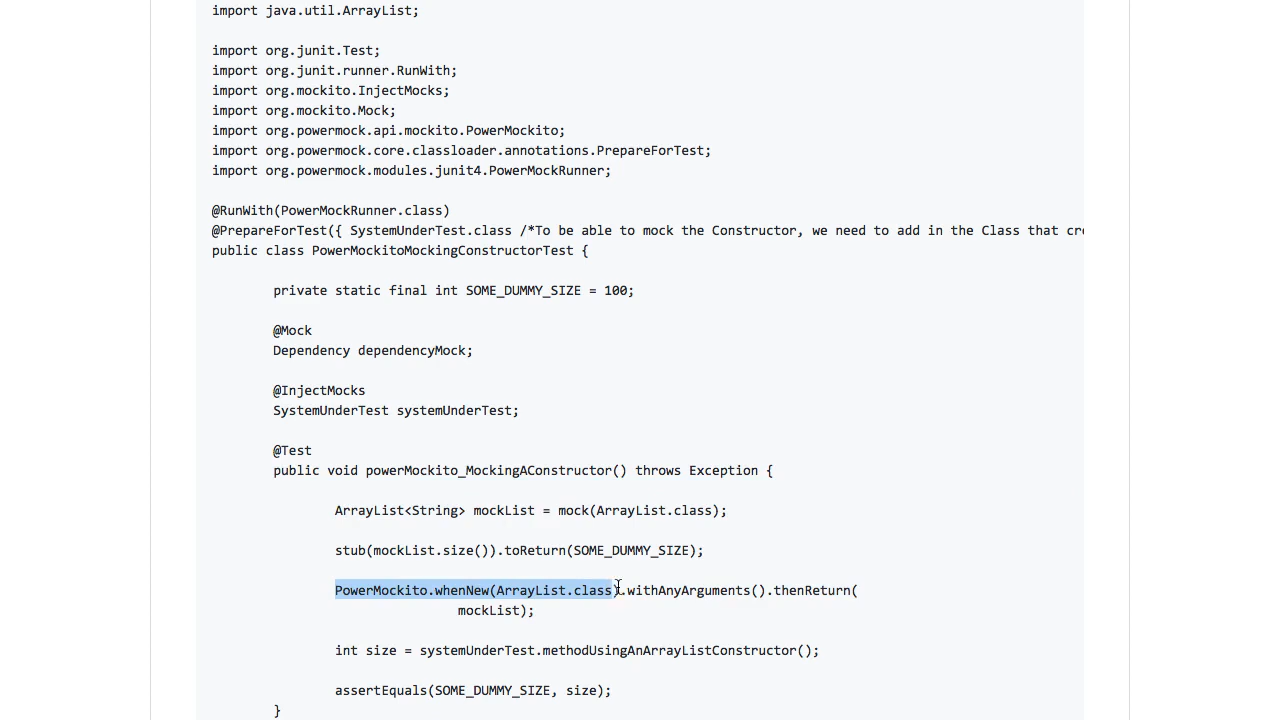 import java.util.ArrayList;
import org.junit.Test;
import org.junit.runner.RunWith;
import org.mockito.InjectMocks;
import org.mockito.Mock;
import org.powermock.api.mockito.PowerMockito;
import org.powermock.core.classloader.annotations.PrepareForTest;
import org.powermock.modules.junit4.PowerMockRunner;
@RunWith(PowerMockRunner.class)
@PrepareForTest({ SystemUnderTest.class /*To be able to mock the Constructor, we need to add in the Class that cre
public class PowerMockitoMockingConstructorTest {
private static final int SOME_DUMMY_SIZE = 100;
@Mock
Dependency dependencyMock;
@InjectMocks
SystemUnderTest systemUnderTest;
@Test
public void powerMockito_MockingAConstructor() throws Exception {
ArrayList<String> mockList = mock(ArrayList.class);
stub(mockList.size()).toReturn(SOME_DUMMY_SIZE);
PowerMockito.whenNew(ArrayList.class).withAnyArguments().thenReturn(
mockList);
int size = systemUnderTest.methodUsingAnArrayListConstructor();
assertEquals(SOME_DUMMY_SIZE, size);
}